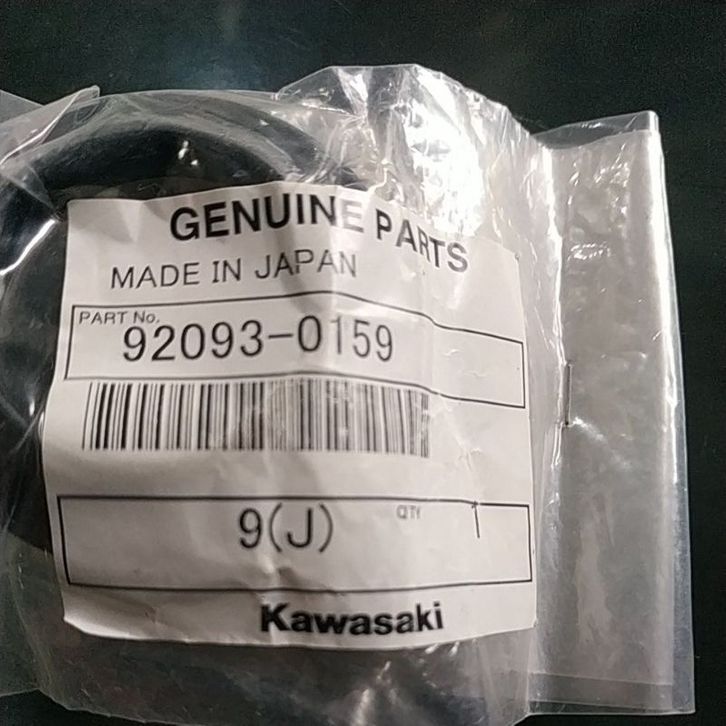 GENUINE PARTS
MADE IN JAPAN
PART No.
92093-0159
9(J) QTY 1
Kawasaki